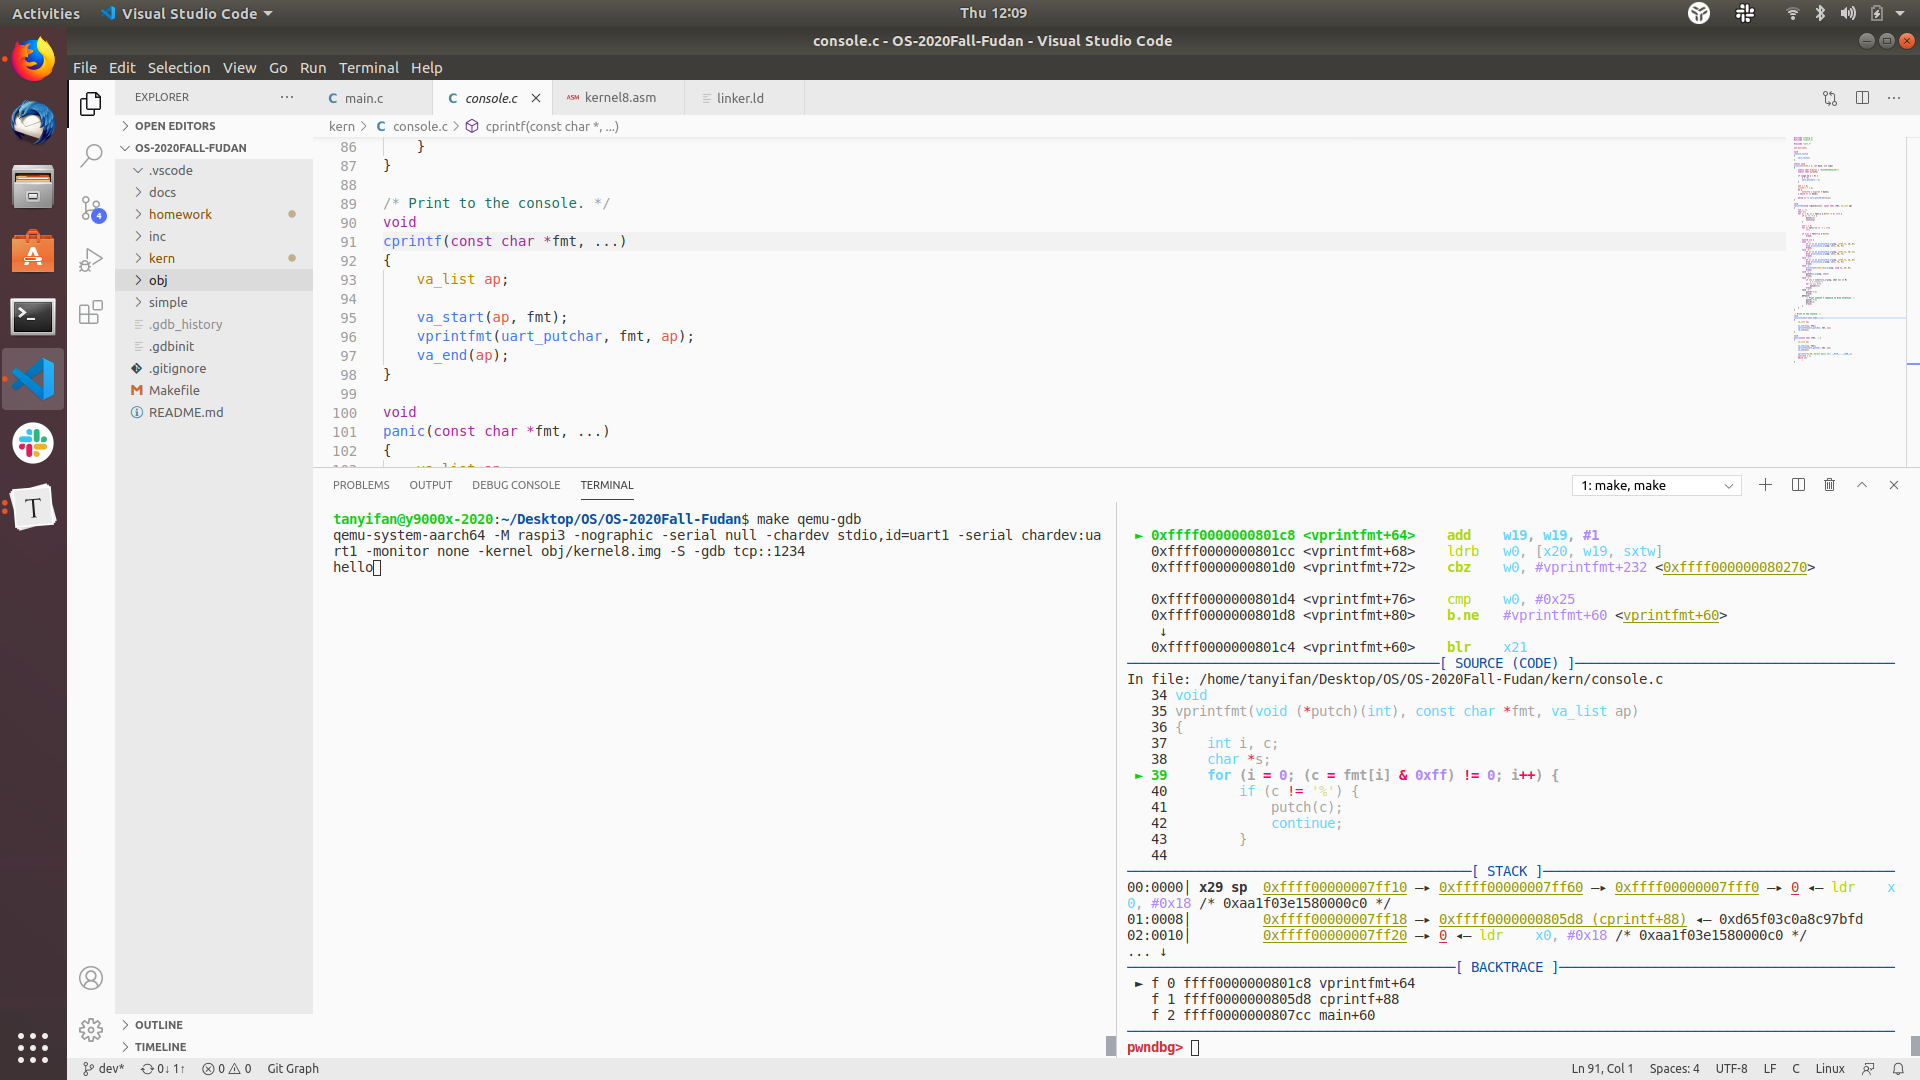 Activities
Visual Studio Code
Thu 12:09
console.c - OS-2020Fall-Fudan - Visual Studio Code
File Edit Selection View Go Run Terminal Help
EXPLORER
OPEN EDITORS
OS-2020FALL-FUDAN
.vscode
docs
homework
inc
kern
obj
simple
.gdb_history
.gdbinit
.gitignore
Makefile
README.md
OUTLINE
TIMELINE
4
C main.c
C console.c
ASM kernel8.asm
linker.ld
kern > C console.c > cprintf(const char *, ...)
86 }
87 }
88
89 /* Print to the console. */
90 void
91 cprintf(const char *fmt, ...)
92 {
93 va_list ap;
94
95 va_start(ap, fmt);
96 vprintfmt(uart_putchar, fmt, ap);
97 va_end(ap);
98 }
99
100 void
101 panic(const char *fmt, ...)
102 {
103 va_list ap;
PROBLEMS OUTPUT DEBUG CONSOLE TERMINAL
1: make, make
tanyifan@y9000x-2020:~/Desktop/OS/OS-2020Fall-Fudan$ make qemu-gdb
qemu-system-aarch64 -M raspi3 -nographic -serial null -chardev stdio,id=uart1 -serial chardev:ua
rt1 -monitor none -kernel obj/kernel8.img -S -gdb tcp::1234
hello
► 0xffff0000000801c8 <vprintfmt+64> add w19, w19, #1
0xffff0000000801cc <vprintfmt+68> ldrb w0, [x20, w19, sxtw]
0xffff0000000801d0 <vprintfmt+72> cbz w0, #vprintfmt+232 <0xffff000000080270>
0xffff0000000801d4 <vprintfmt+76> cmp w0, #0x25
0xffff0000000801d8 <vprintfmt+80> b.ne #vprintfmt+60 <vprintfmt+60>
↓
0xffff0000000801c4 <vprintfmt+60> blr x21
[ SOURCE (CODE) ]
In file: /home/tanyifan/Desktop/OS/OS-2020Fall-Fudan/kern/console.c
34 void
35 vprintfmt(void (*putch)(int), const char *fmt, va_list ap)
36 {
37 int i, c;
38 char *s;
► 39 for (i = 0; (c = fmt[i] & 0xff) != 0; i++) {
40 if (c != '%') {
41 putch(c);
42 continue;
43 }
44
[ STACK ]
00:0000│ x29 sp 0xffff00000007ff10 —▸ 0xffff00000007ff60 —▸ 0xffff00000007fff0 —▸ 0 ◂— ldr x
0, #0x18 /* 0xaa1f03e1580000c0 */
01:0008│ 0xffff00000007ff18 —▸ 0xffff0000000805d8 (cprintf+88) ◂— 0xd65f03c0a8c97bfd
02:0010│ 0xffff00000007ff20 —▸ 0 ◂— ldr x0, #0x18 /* 0xaa1f03e1580000c0 */
... ↓
[ BACKTRACE ]
► f 0 ffff0000000801c8 vprintfmt+64
f 1 ffff0000000805d8 cprintf+88
f 2 ffff0000000807cc main+60
pwndbg>
dev* 0↓ 1↑ 0 0 Git Graph
Ln 91, Col 1 Spaces: 4 UTF-8 LF C Linux